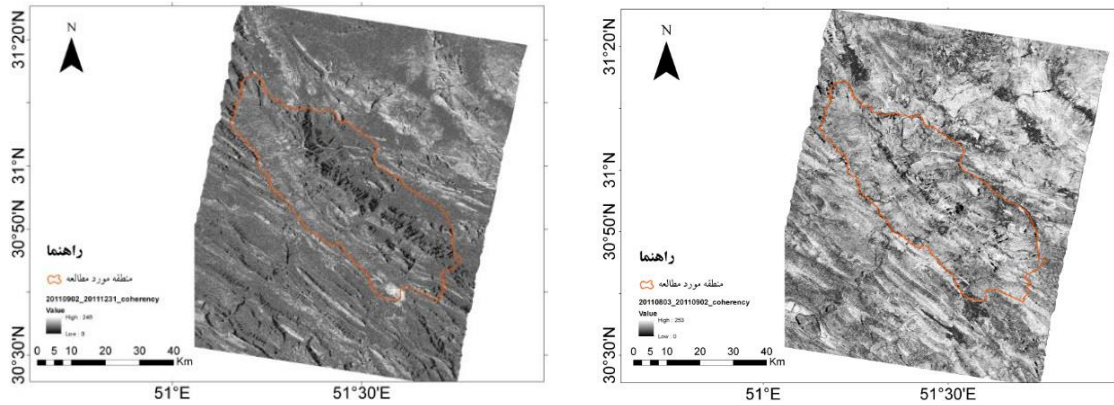 N
31°20'N
31°N
30°50'N
30°30'N
راهنما
منطقه مورد مطالعه
20110902_20111231_coherency
Value
High : 246
Low : 8
0 5 10 20 30 40
Km
51°E
51°30'E
N
31°20'N
31°N
30°50'N
30°30'N
راهنما
منطقه مورد مطالعه
20110803_20110902_coherency
Value
High : 253
Low : 0
0 5 10 20 30 40
Km
51°E
51°30'E